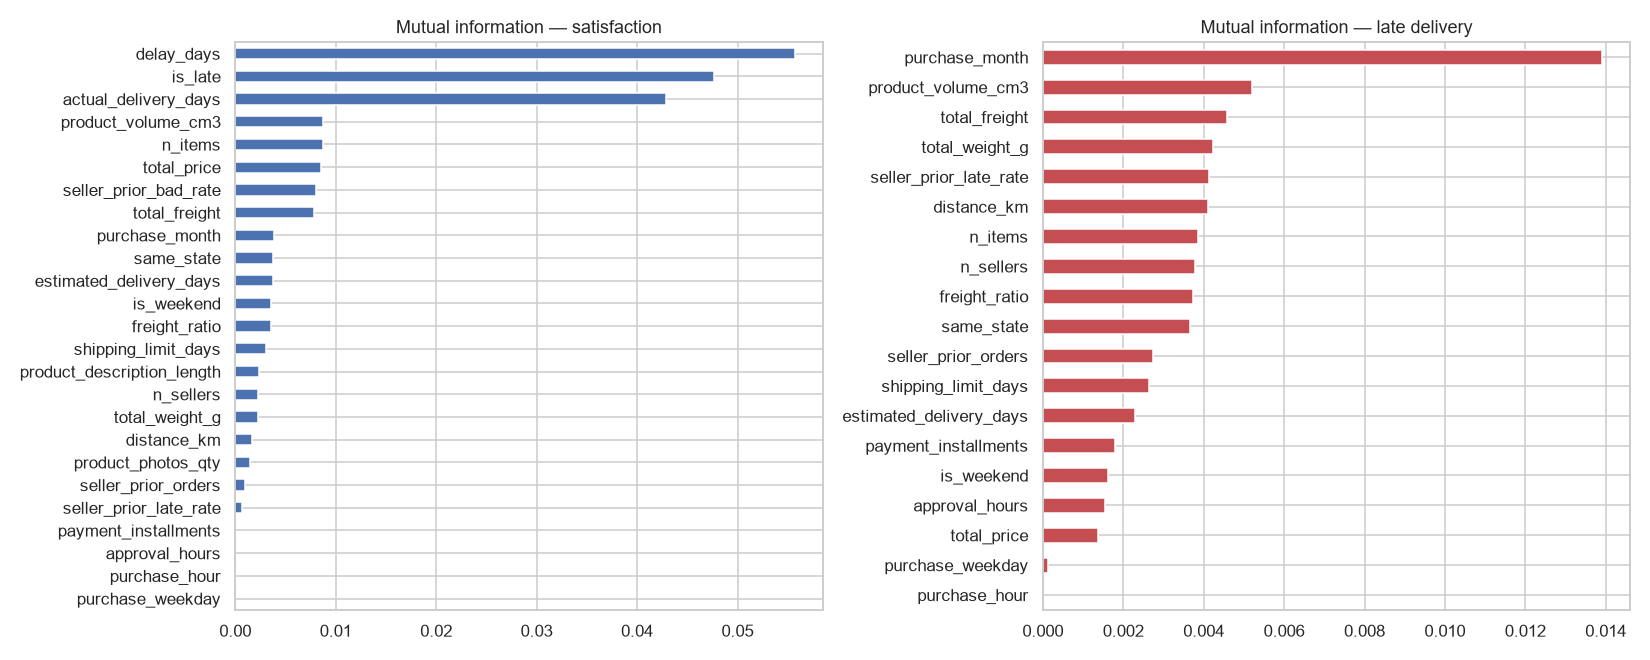 Mutual information — satisfaction
delay_days
is_late
actual_delivery_days
product_volume_cm3
n_items
total_price
seller_prior_bad_rate
total_freight
purchase_month
same_state
estimated_delivery_days
is_weekend
freight_ratio
shipping_limit_days
product_description_length
n_sellers
total_weight_g
distance_km
product_photos_qty
seller_prior_orders
seller_prior_late_rate
payment_installments
approval_hours
purchase_hour
purchase_weekday
0.00 0.01 0.02 0.03 0.04 0.05
Mutual information — late delivery
purchase_month
product_volume_cm3
total_freight
total_weight_g
seller_prior_late_rate
distance_km
n_items
n_sellers
freight_ratio
same_state
seller_prior_orders
shipping_limit_days
estimated_delivery_days
payment_installments
is_weekend
approval_hours
total_price
purchase_weekday
purchase_hour
0.000 0.002 0.004 0.006 0.008 0.010 0.012 0.014